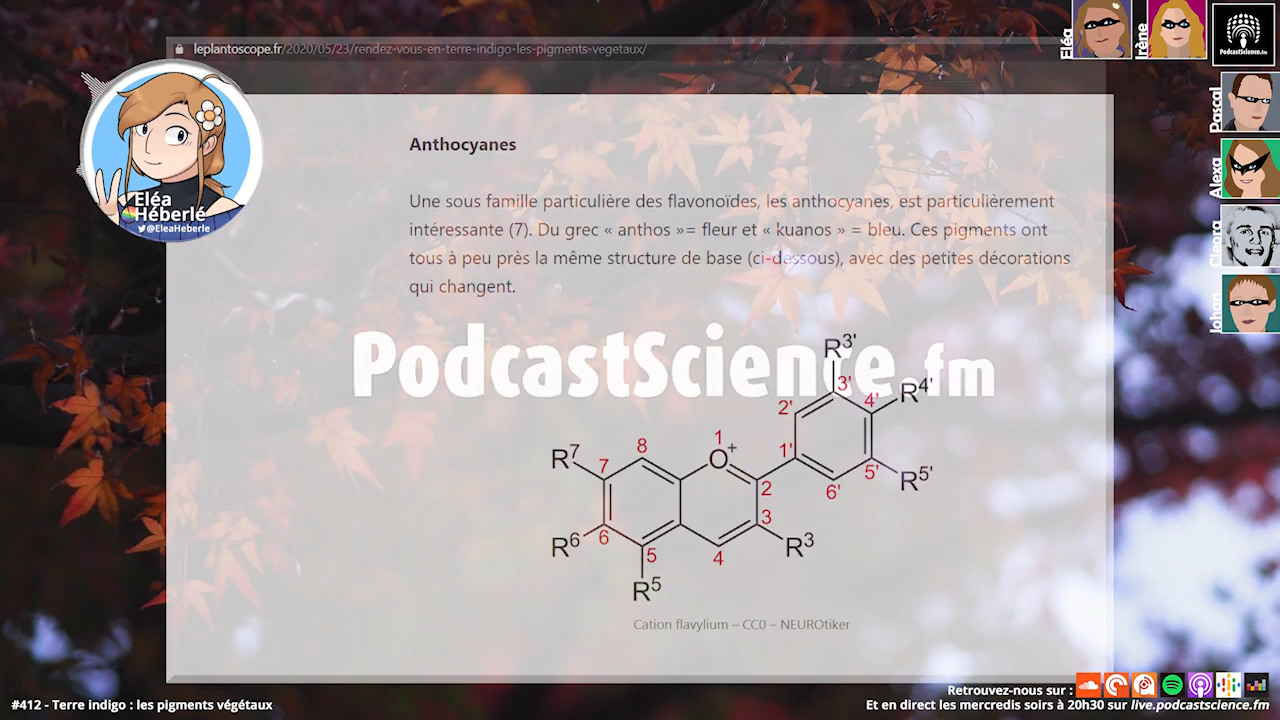 leplantoscope.fr/2020/05/23/rendez-vous-en-terre-indigo-les-pigments-vegetaux/
Eléa
Irène
PodcastScience.fm
Pascal
Alexa
Cleora
Johan
Eléa
Héberlé
@EleaHeberle
Anthocyanes
Une sous famille particulière des flavonoïdes, les anthocyanes, est particulièrement
intéressante (7). Du grec « anthos »= fleur et « kuanos » = bleu. Ces pigments ont
tous à peu près la même structure de base (ci-dessous), avec des petites décorations
qui changent.
PodcastScience.fm
R3'
3'
R4'
4'
2'
R7
7
8
1
O+
1'
5'
R5'
2
6'
3
R6
6
5
4
R3
R5
Cation flavylium – CC0 – NEUROtiker
Retrouvez-nous sur :
#412 - Terre indigo : les pigments végétaux
Et en direct les mercredis soirs à 20h30 sur live.podcastscience.fm